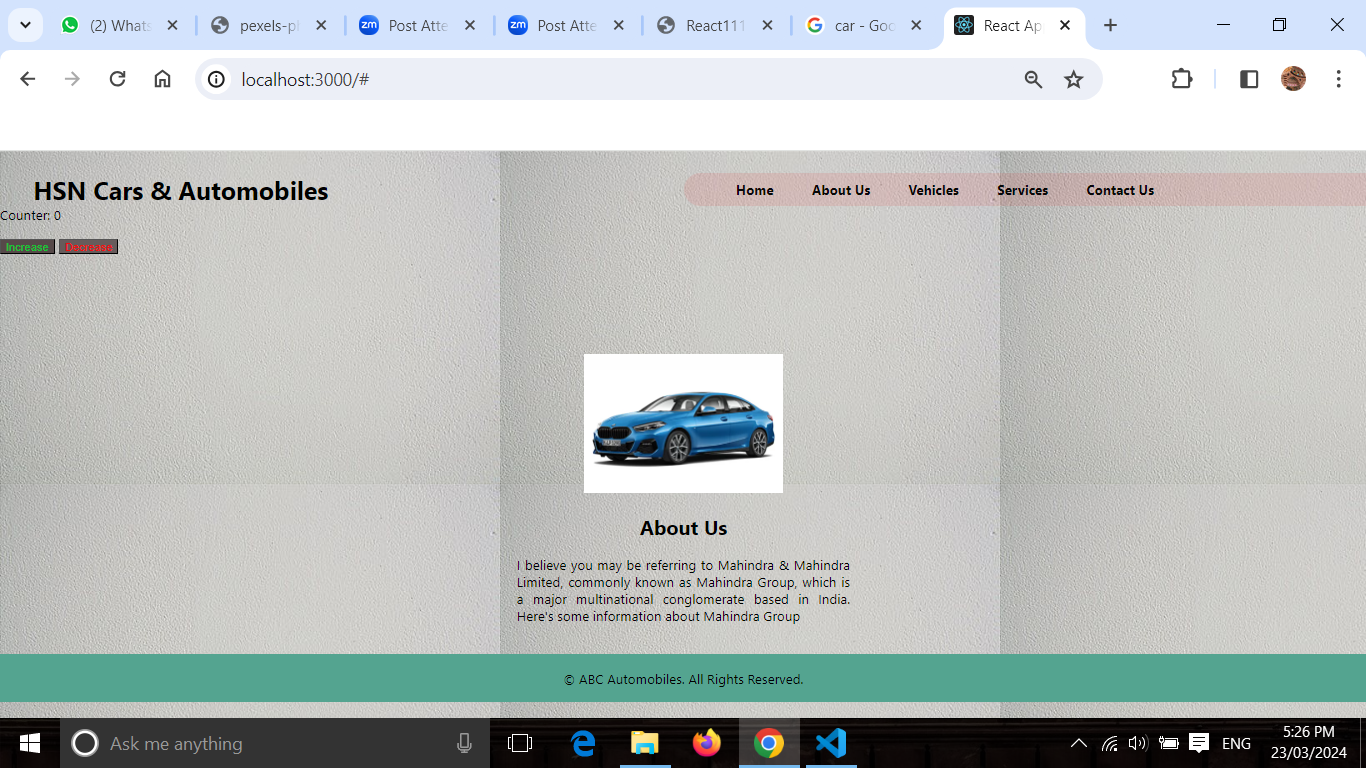 (2) Whats
pexels-pl
Post Atte
Post Atte
React111
car - Goo
React Ap
localhost:3000/#
HSN Cars & Automobiles
Home About Us Vehicles Services Contact Us
Counter: 0
Increase Decrease
About Us
I believe you may be referring to Mahindra & Mahindra
Limited, commonly known as Mahindra Group, which is
a major multinational conglomerate based in India.
Here's some information about Mahindra Group
© ABC Automobiles. All Rights Reserved.
Ask me anything
ENG
5:26 PM
23/03/2024